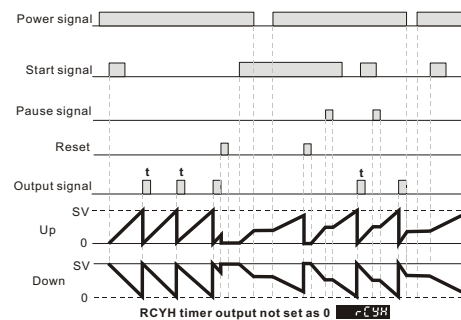 Power signal
Start signal
Pause signal
Reset
t t t
Output signal
SV
Up
0
SV
Down
0
RCYH timer output not set as 0 rCYH